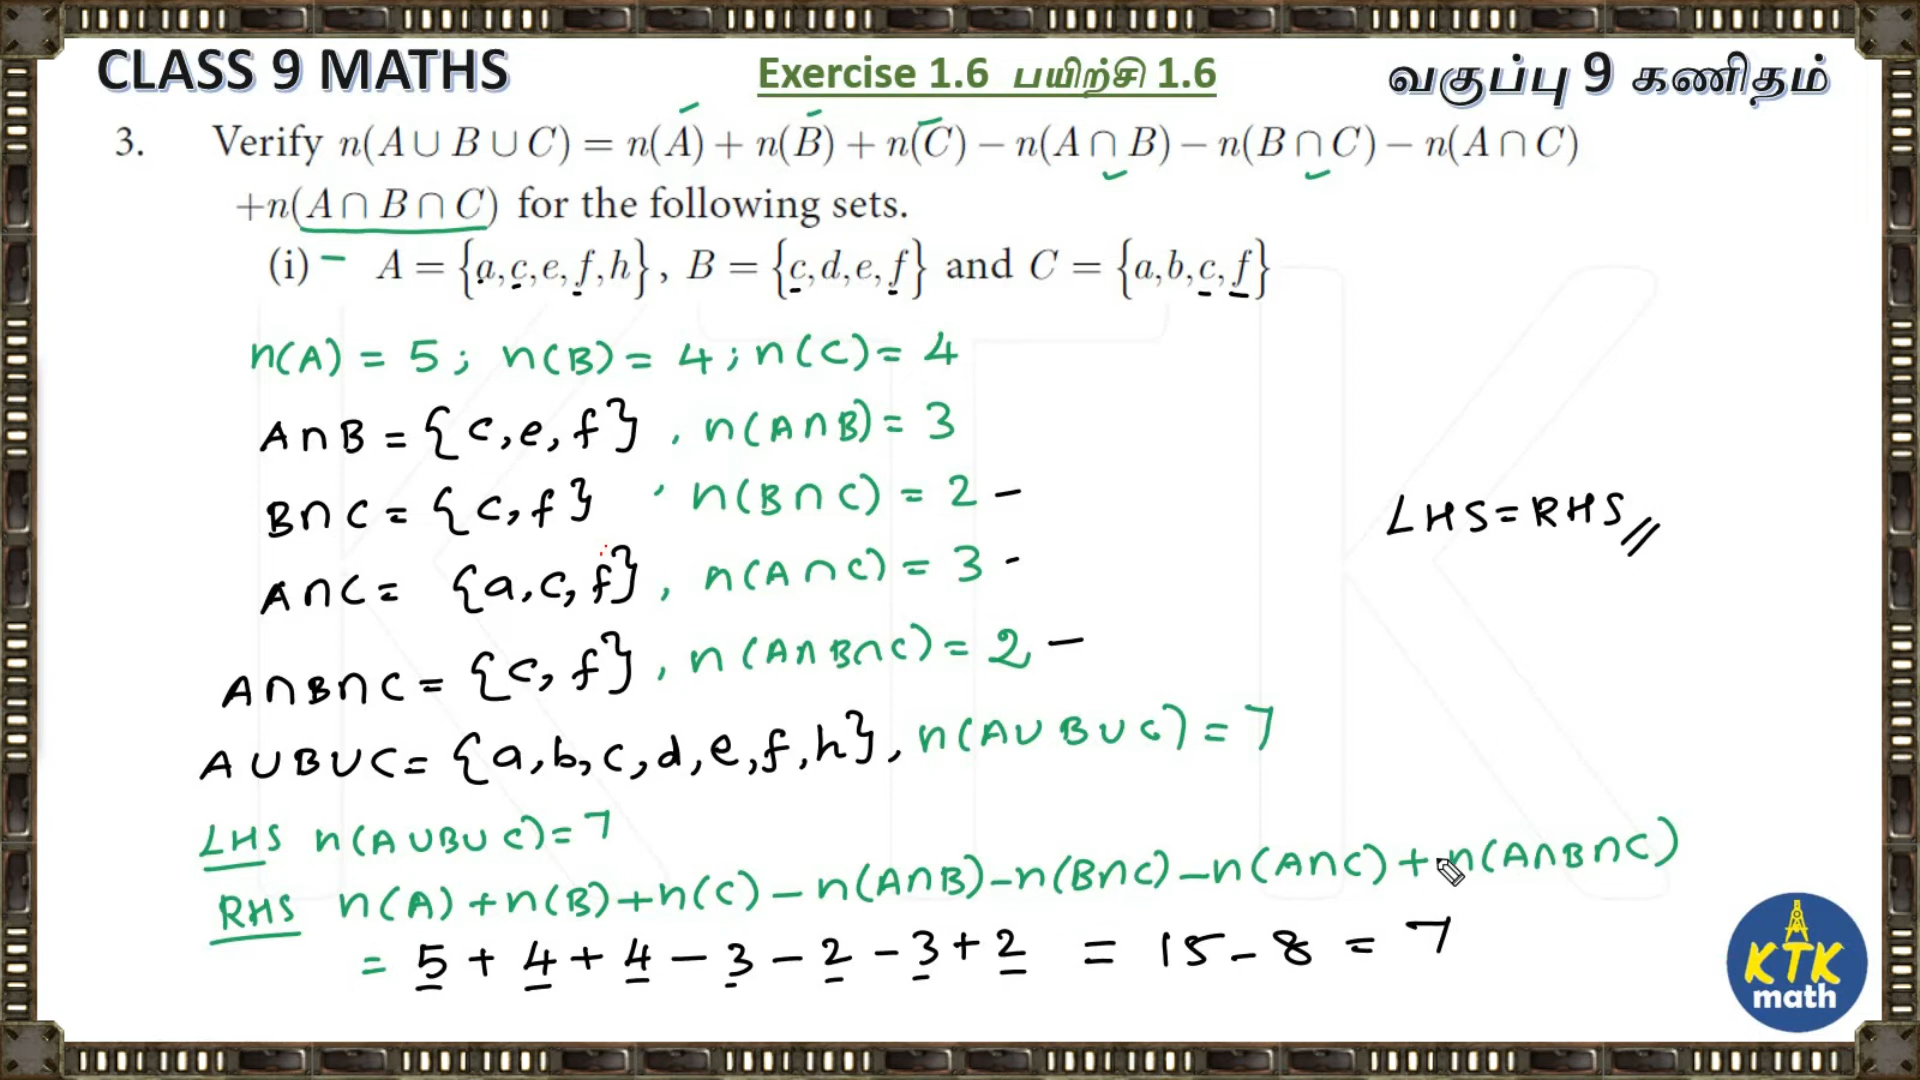 CLASS 9 MATHS
Exercise 1.6 பயிற்சி 1.6
வகுப்பு 9 கணிதம்
3. Verify n(A∪B∪C) = n(A) + n(B) + n(C) − n(A∩B) − n(B∩C) − n(A∩C)
+n(A∩B∩C) for the following sets.
(i) A = {a,c,e,f,h}, B = {c,d,e,f} and C = {a,b,c,f}
n(A) = 5; n(B) = 4; n(C) = 4
A∩B = {c,e,f}, n(A∩B) = 3
B∩C = {c,f}, n(B∩C) = 2 –
A∩C = {a,c,f}, n(A∩C) = 3 -
A∩B∩C = {c,f}, n(A∩B∩C) = 2 –
A∪B∪C = {a,b,c,d,e,f,h}, n(A∪B∪C) = 7
LHS n(A∪B∪C) = 7
RHS n(A) + n(B) + n(C) − n(A∩B) − n(B∩C) − n(A∩C) + n(A∩B∩C)
= 5 + 4 + 4 − 3 − 2 − 3 + 2 = 15 − 8 = 7
LHS = RHS //
KTK
math